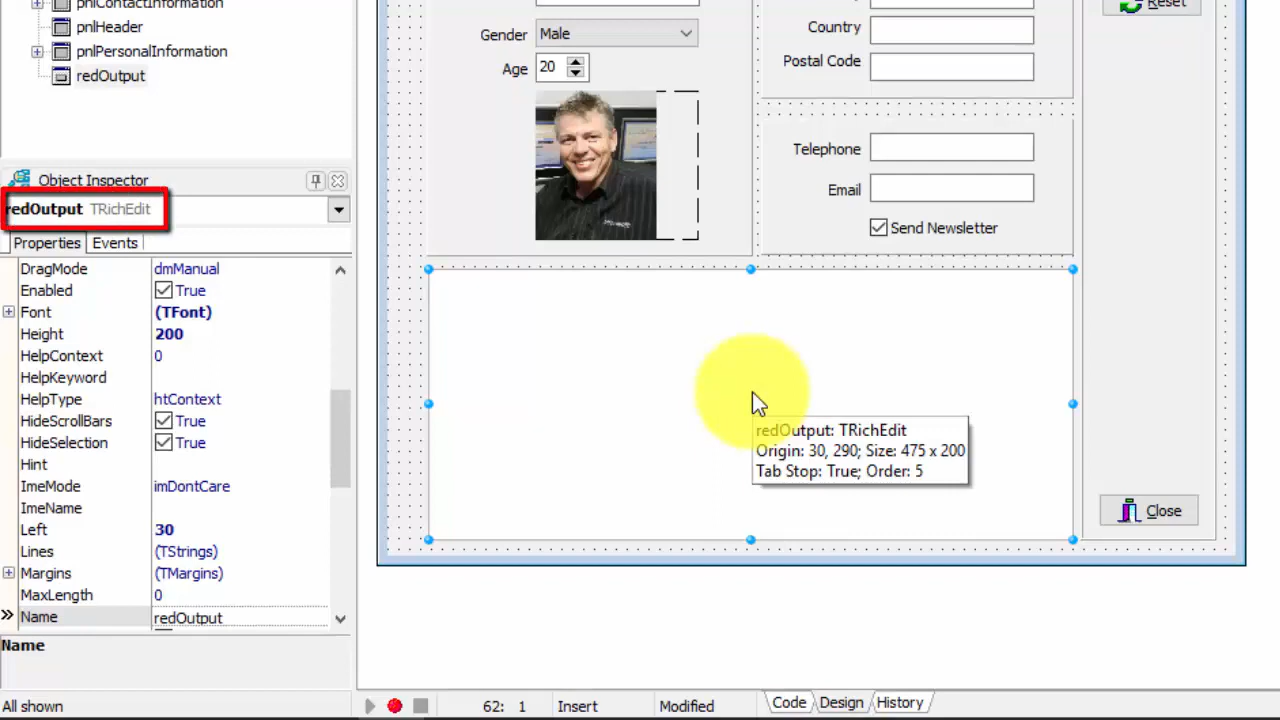 pnlContactInformation
pnlHeader
pnlPersonalInformation
redOutput
Object Inspector
redOutput TRichEdit
Properties Events
DragMode dmManual
Enabled True
Font (TFont)
Height 200
HelpContext 0
HelpKeyword
HelpType htContext
HideScrollBars True
HideSelection True
Hint
ImeMode imDontCare
ImeName
Left 30
Lines (TStrings)
Margins (TMargins)
MaxLength 0
Name redOutput
Name
All shown
Gender Male
Age 20
Country
Postal Code
Telephone
Email
Send Newsletter
Reset
redOutput: TRichEdit
Origin: 30, 290; Size: 475 x 200
Tab Stop: True; Order: 5
Close
62: 1 Insert Modified Code Design History